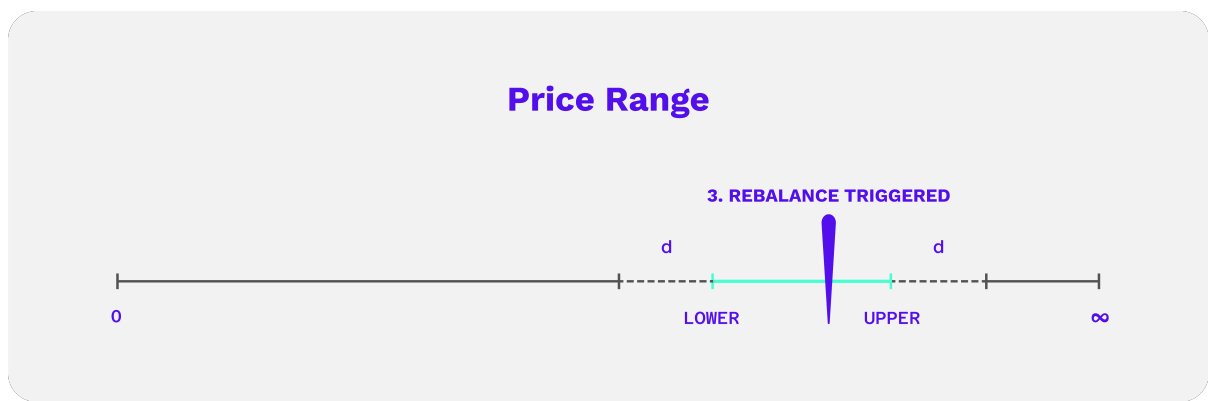 Price Range
3. REBALANCE TRIGGERED
d d
0 LOWER UPPER ∞